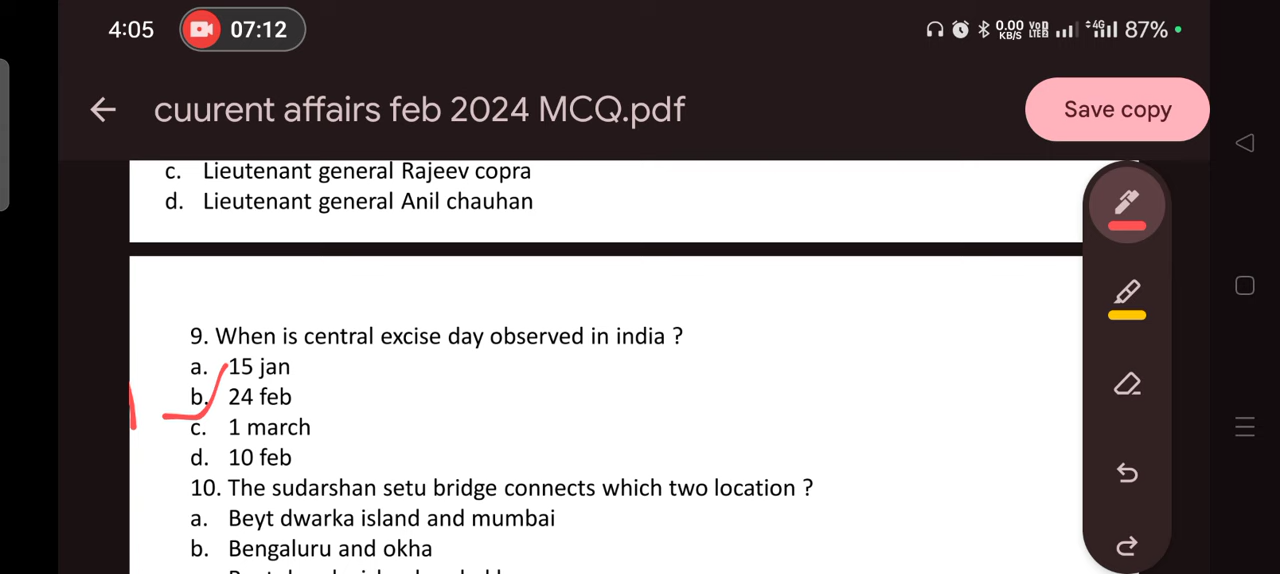 4:05 07:12 0.00 KB/S Vo LTE 4G 87%
cuurent affairs feb 2024 MCQ.pdf Save copy
c. Lieutenant general Rajeev copra
d. Lieutenant general Anil chauhan
9. When is central excise day observed in india ?
a. 15 jan
b. 24 feb
c. 1 march
d. 10 feb
10. The sudarshan setu bridge connects which two location ?
a. Beyt dwarka island and mumbai
b. Bengaluru and okha